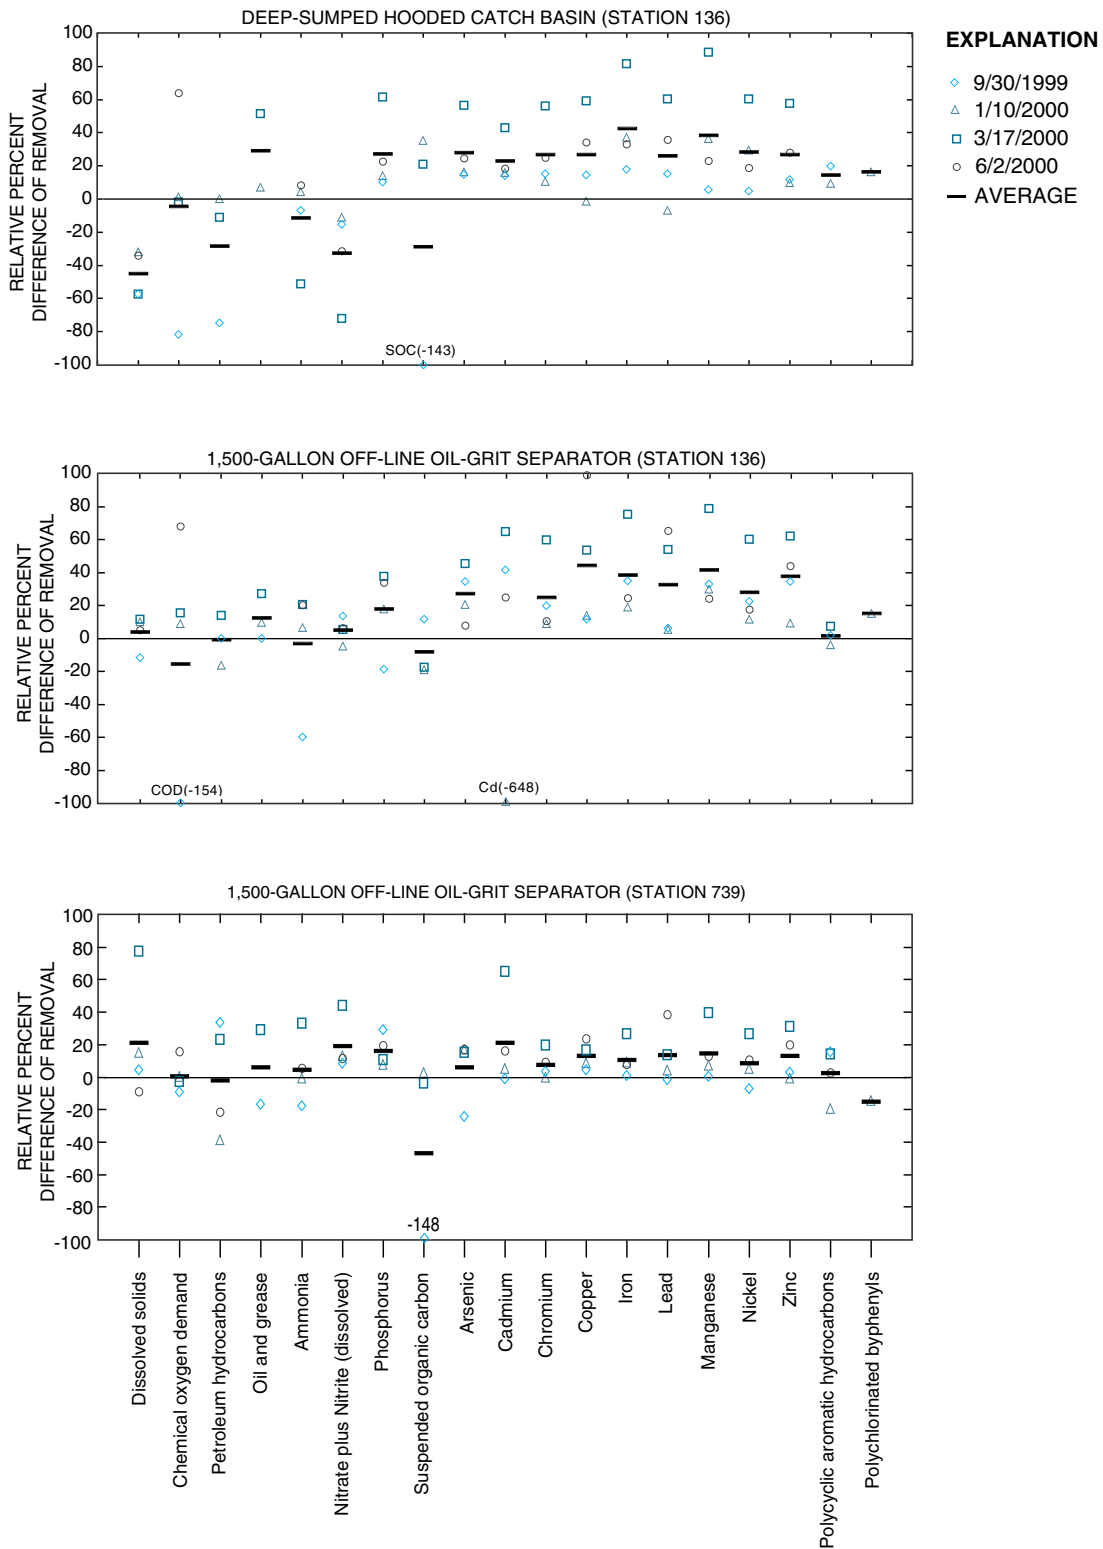 DEEP-SUMPED HOODED CATCH BASIN (STATION 136)
RELATIVE PERCENT
DIFFERENCE OF REMOVAL
100
80
60
40
20
0
-20
-40
-60
-80
-100
SOC(-143)
EXPLANATION
9/30/1999
1/10/2000
3/17/2000
6/2/2000
AVERAGE
1,500-GALLON OFF-LINE OIL-GRIT SEPARATOR (STATION 136)
RELATIVE PERCENT
DIFFERENCE OF REMOVAL
100
80
60
40
20
0
-20
-40
-60
-80
-100
COD(-154)
Cd(-648)
1,500-GALLON OFF-LINE OIL-GRIT SEPARATOR (STATION 739)
RELATIVE PERCENT
DIFFERENCE OF REMOVAL
100
80
60
40
20
0
-20
-40
-60
-80
-100
-148
Dissolved solids
Chemical oxygen demand
Petroleum hydrocarbons
Oil and grease
Ammonia
Nitrate plus Nitrite (dissolved)
Phosphorus
Suspended organic carbon
Arsenic
Cadmium
Chromium
Copper
Iron
Lead
Manganese
Nickel
Zinc
Polycyclic aromatic hydrocarbons
Polychlorinated byphenyls